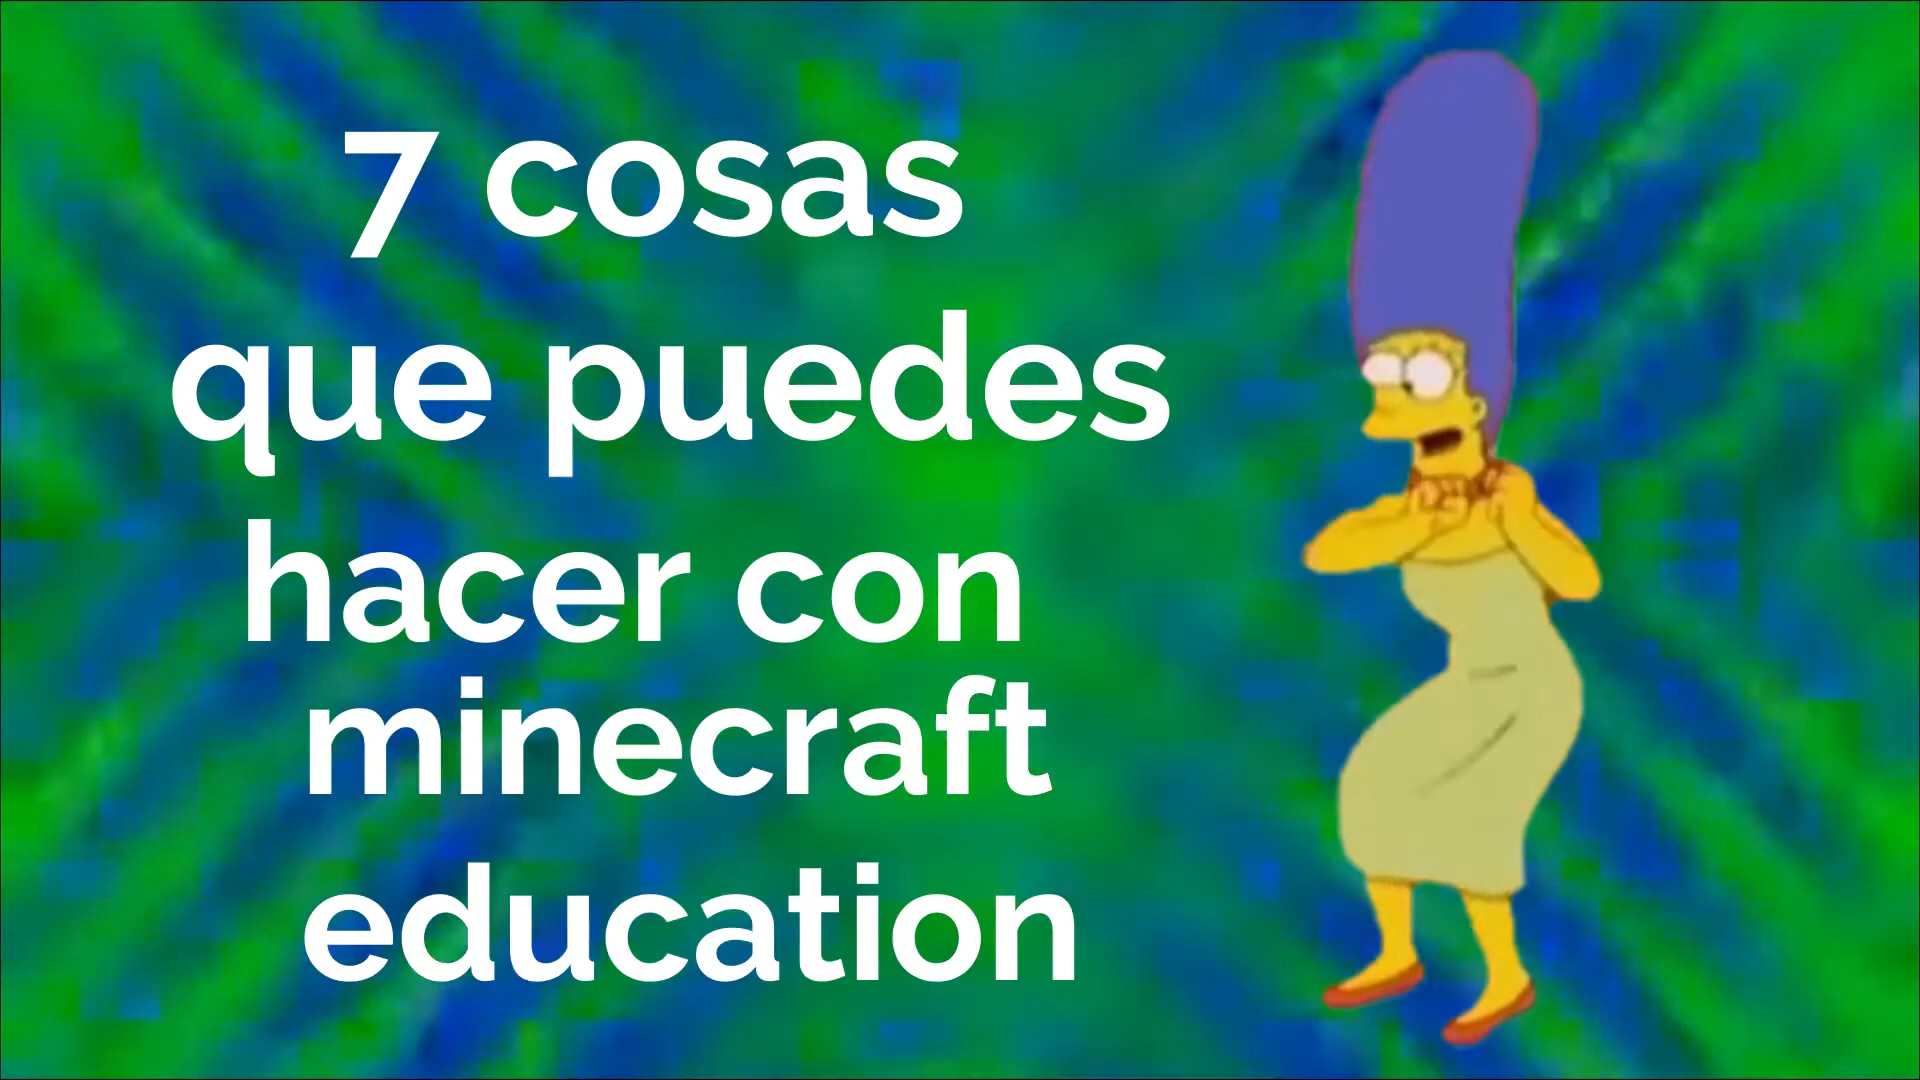 7 cosas
que puedes
hacer con
minecraft
education